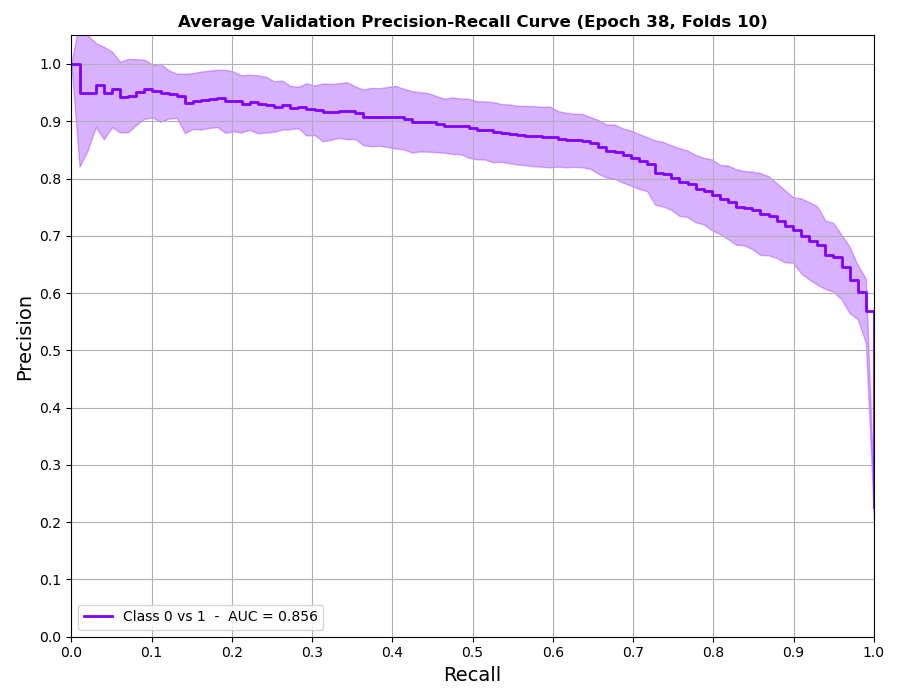 Average Validation Precision-Recall Curve (Epoch 38, Folds 10)
Precision
1.0
0.9
0.8
0.7
0.6
0.5
0.4
0.3
0.2
0.1
0.0
Class 0 vs 1 - AUC = 0.856
0.0 0.1 0.2 0.3 0.4 0.5 0.6 0.7 0.8 0.9 1.0
Recall